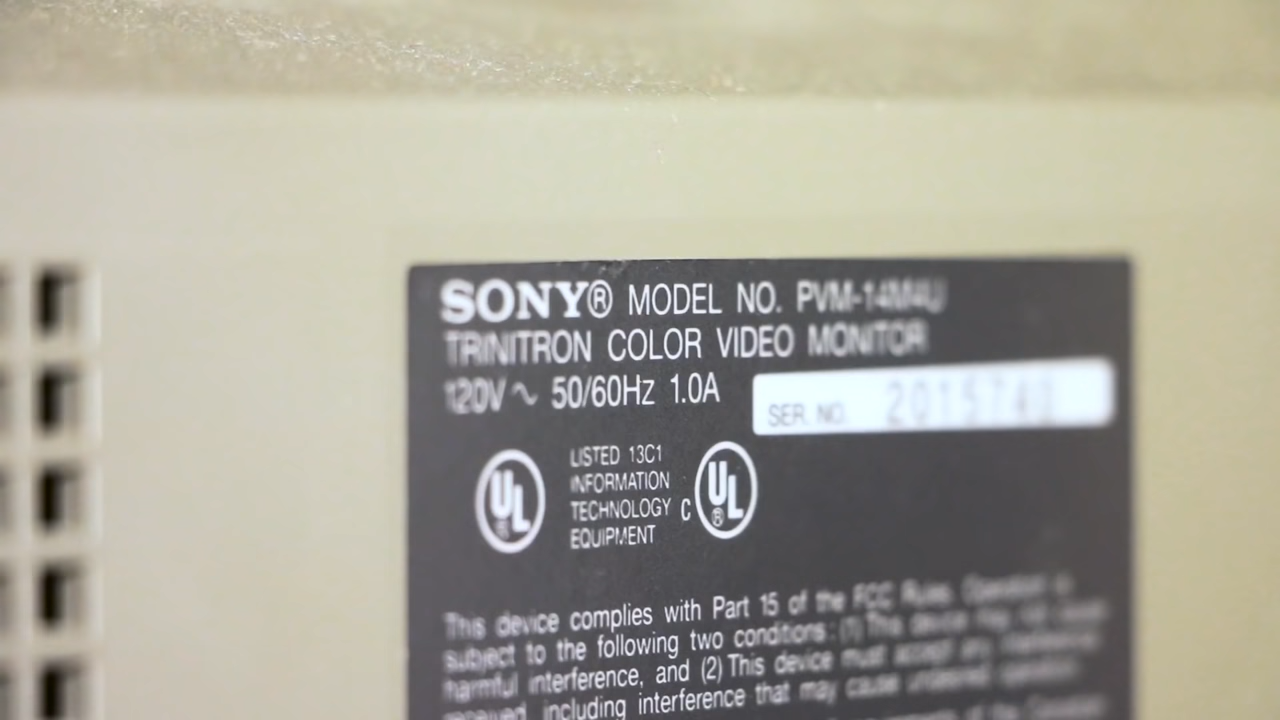 SONY® MODEL NO. PVM-14M4U
TRINITRON COLOR VIDEO MONITOR
120V ~ 50/60Hz 1.0A
SER. NO. 2015740
UL
®
LISTED 13C1
INFORMATION
TECHNOLOGY
EQUIPMENT
C UL
®
This device complies with Part 15 of the FCC Rules. Operation is
subject to the following two conditions: (1) This device may not cause
harmful interference, and (2) This device must accept any interference
received, including interference that may cause undesired operation.